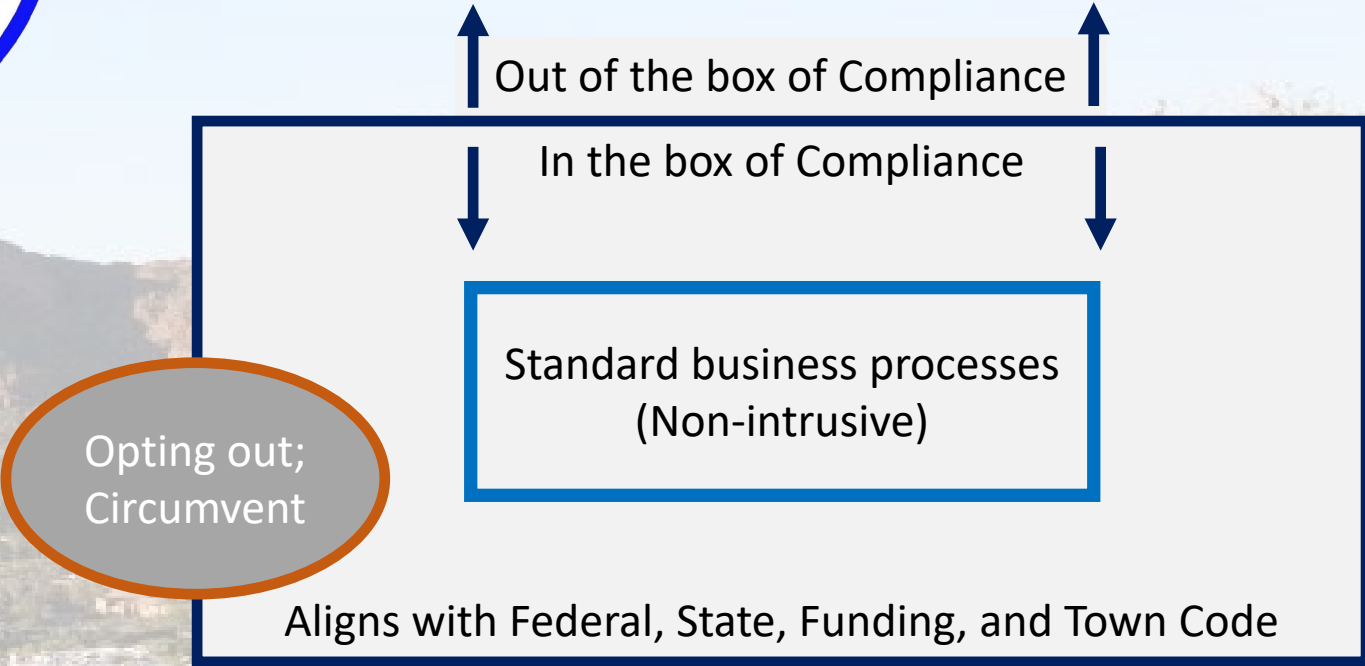 Out of the box of Compliance
In the box of Compliance
Standard business processes
(Non-intrusive)
Opting out;
Circumvent
Aligns with Federal, State, Funding, and Town Code